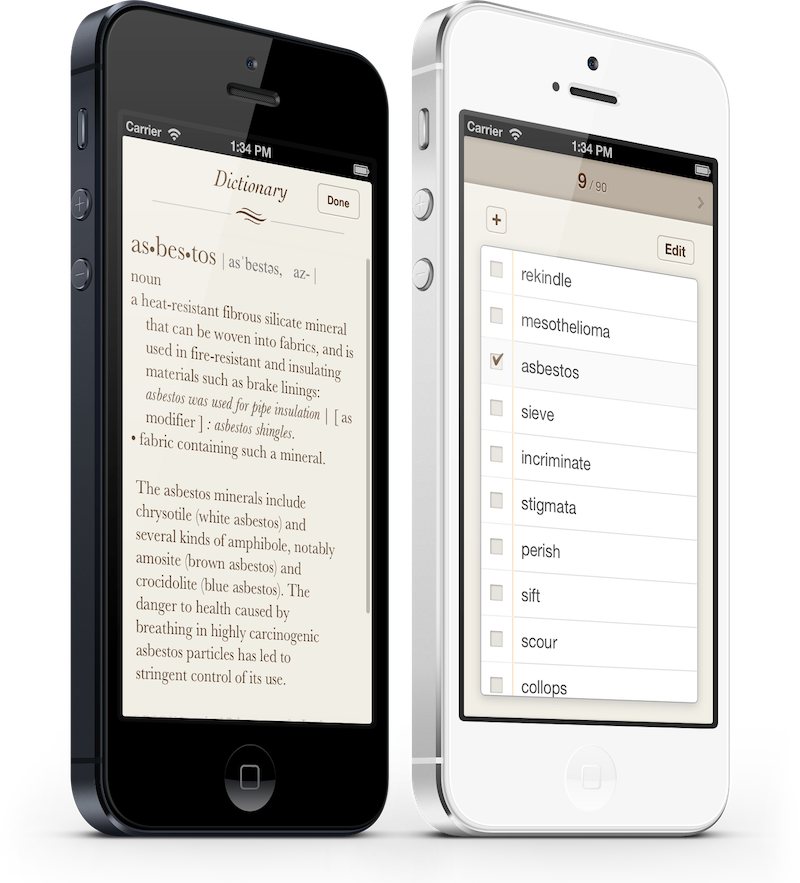 Carrier
1:34 PM
Dictionary
Done
as•bes•tos | asˈbestəs, az- |
noun
a heat-resistant fibrous silicate mineral
that can be woven into fabrics, and is
used in fire-resistant and insulating
materials such as brake linings:
asbestos was used for pipe insulation | [ as
modifier ] : asbestos shingles.
• fabric containing such a mineral.
The asbestos minerals include
chrysotile (white asbestos) and
several kinds of amphibole, notably
amosite (brown asbestos) and
crocidolite (blue asbestos). The
danger to health caused by
breathing in highly carcinogenic
asbestos particles has led to
stringent control of its use.
Carrier
1:34 PM
9 / 90
+
Edit
rekindle
mesothelioma
asbestos
sieve
incriminate
stigmata
perish
sift
scour
collops